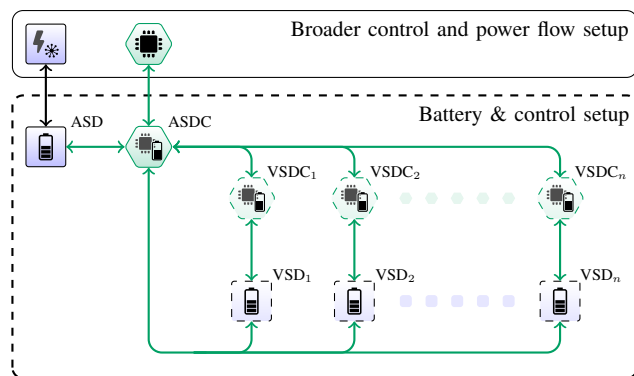 Broader control and power flow setup
Battery & control setup
ASD
ASDC
VSDC₁
VSDC₂
VSDCₙ
VSD₁
VSD₂
VSDₙ